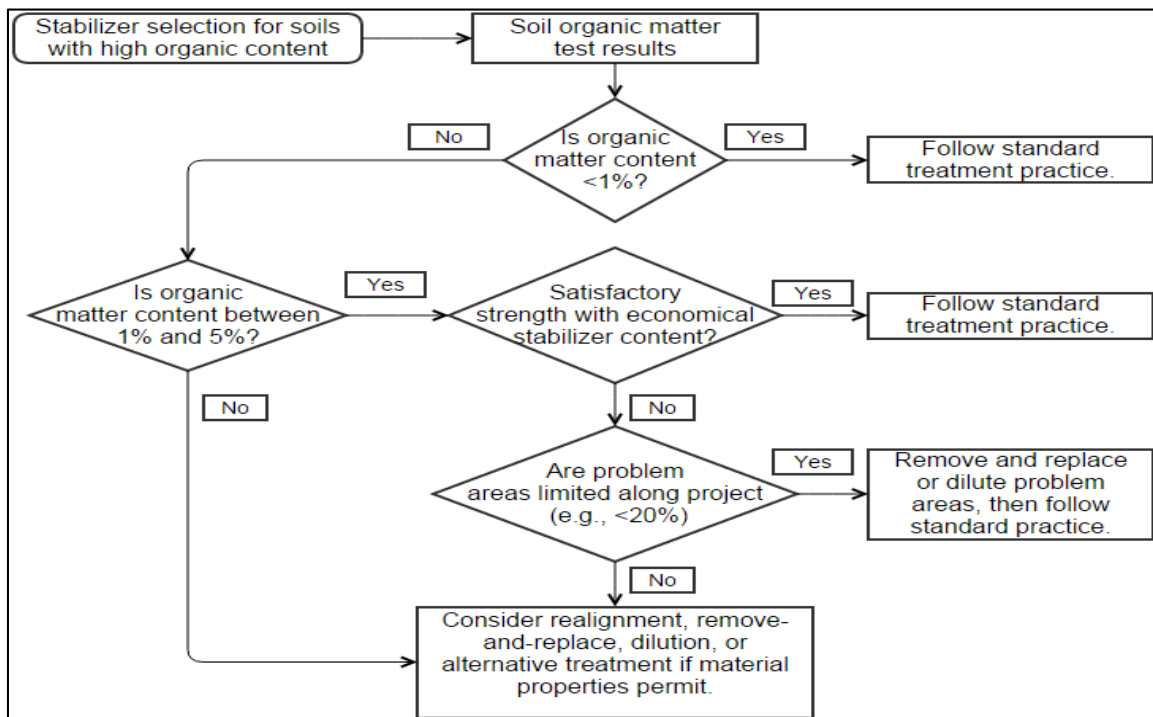 Stabilizer selection for soils
with high organic content
Soil organic matter
test results
No
Is organic
matter content
<1%?
Yes
Follow standard
treatment practice.
Is organic
matter content between
1% and 5%?
Yes
Satisfactory
strength with economical
stabilizer content?
Yes
Follow standard
treatment practice.
No
No
Are problem
areas limited along project
(e.g., <20%)
Yes
Remove and replace
or dilute problem
areas, then follow
standard practice.
No
Consider realignment, remove-
and-replace, dilution, or
alternative treatment if material
properties permit.